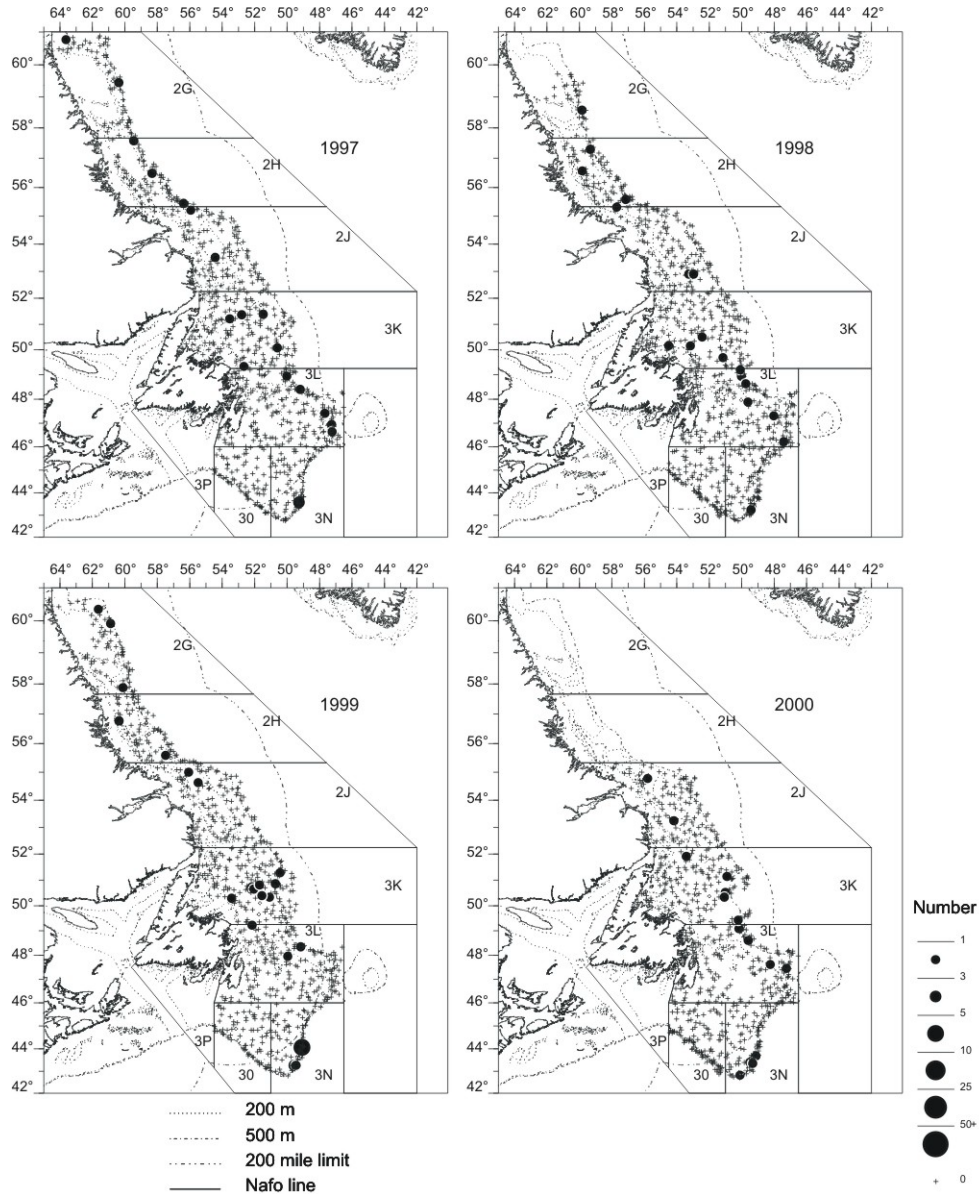 64° 62 60 58 56 54 52 50 48 46 44 42°
64° 62 60 58 56 54 52 50 48 46 44 42°
60°
58°
56°
54°
52°
50°
48°
46°
44°
42°
2G
2H
1997
2J
3K
3L
3P
30
3N
60°
58°
56°
54°
52°
50°
48°
46°
44°
42°
2G
2H
1998
2J
3K
3L
3P
30
3N
64° 62 60 58 56 54 52 50 48 46 44 42°
64° 62 60 58 56 54 52 50 48 46 44 42°
60°
58°
56°
54°
52°
50°
48°
46°
44°
42°
2G
2H
1999
2J
3K
3L
3P
30
3N
60°
58°
56°
54°
52°
50°
48°
46°
44°
42°
2G
2H
2000
2J
3K
3L
3P
30
3N
Number
1
3
5
10
25
50+
0
200 m
500 m
200 mile limit
Nafo line